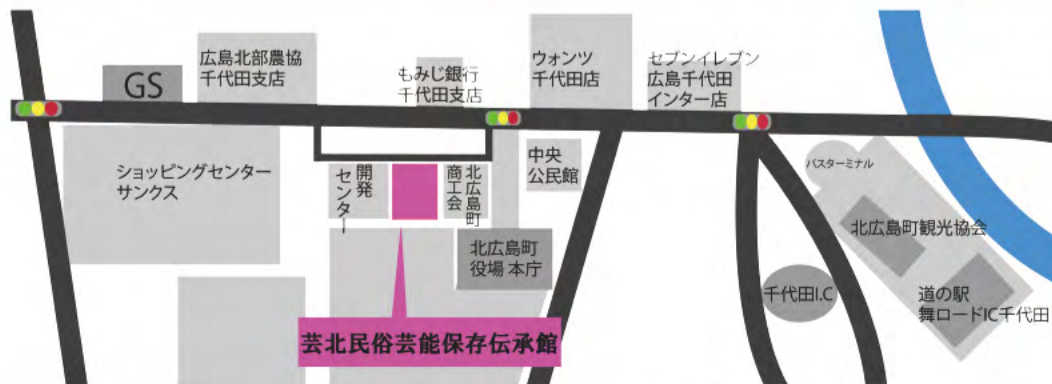 GS
広島北部農協
千代田支店
もみじ銀行
千代田支店
ウォンツ
千代田店
セブンイレブン
広島千代田
インター店
ショッピングセンター
サンクス
開発
センター
北広島町
商工会
中央
公民館
北広島町
役場 本庁
バスターミナル
北広島町観光協会
千代田I.C
道の駅
舞ロードIC千代田
芸北民俗芸能保存伝承館